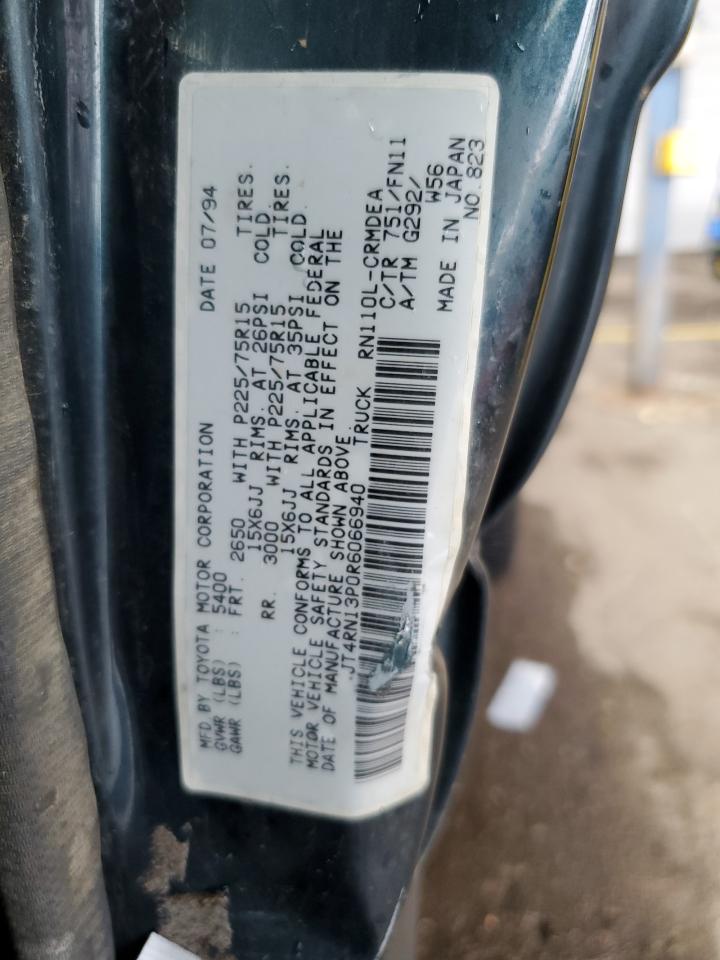 MFD BY TOYOTA MOTOR CORPORATION DATE 07/94
GVWR (LBS) : 5400
GAWR (LBS) : FRT. 2650 WITH P225/75R15 TIRES.
15X6JJ RIMS. AT 26PSI COLD.
RR. 3000 WITH P225/75R15 TIRES.
15X6JJ RIMS. AT 35PSI COLD.
THIS VEHICLE CONFORMS TO ALL APPLICABLE FEDERAL
MOTOR VEHICLE SAFETY STANDARDS IN EFFECT ON THE
DATE OF MANUFACTURE SHOWN ABOVE.
JT4RN13P0R6066940 TRUCK RN110L-CRMDEA
C/TR 751/FN11
A/TM G292/
W56
MADE IN JAPAN
NO.823